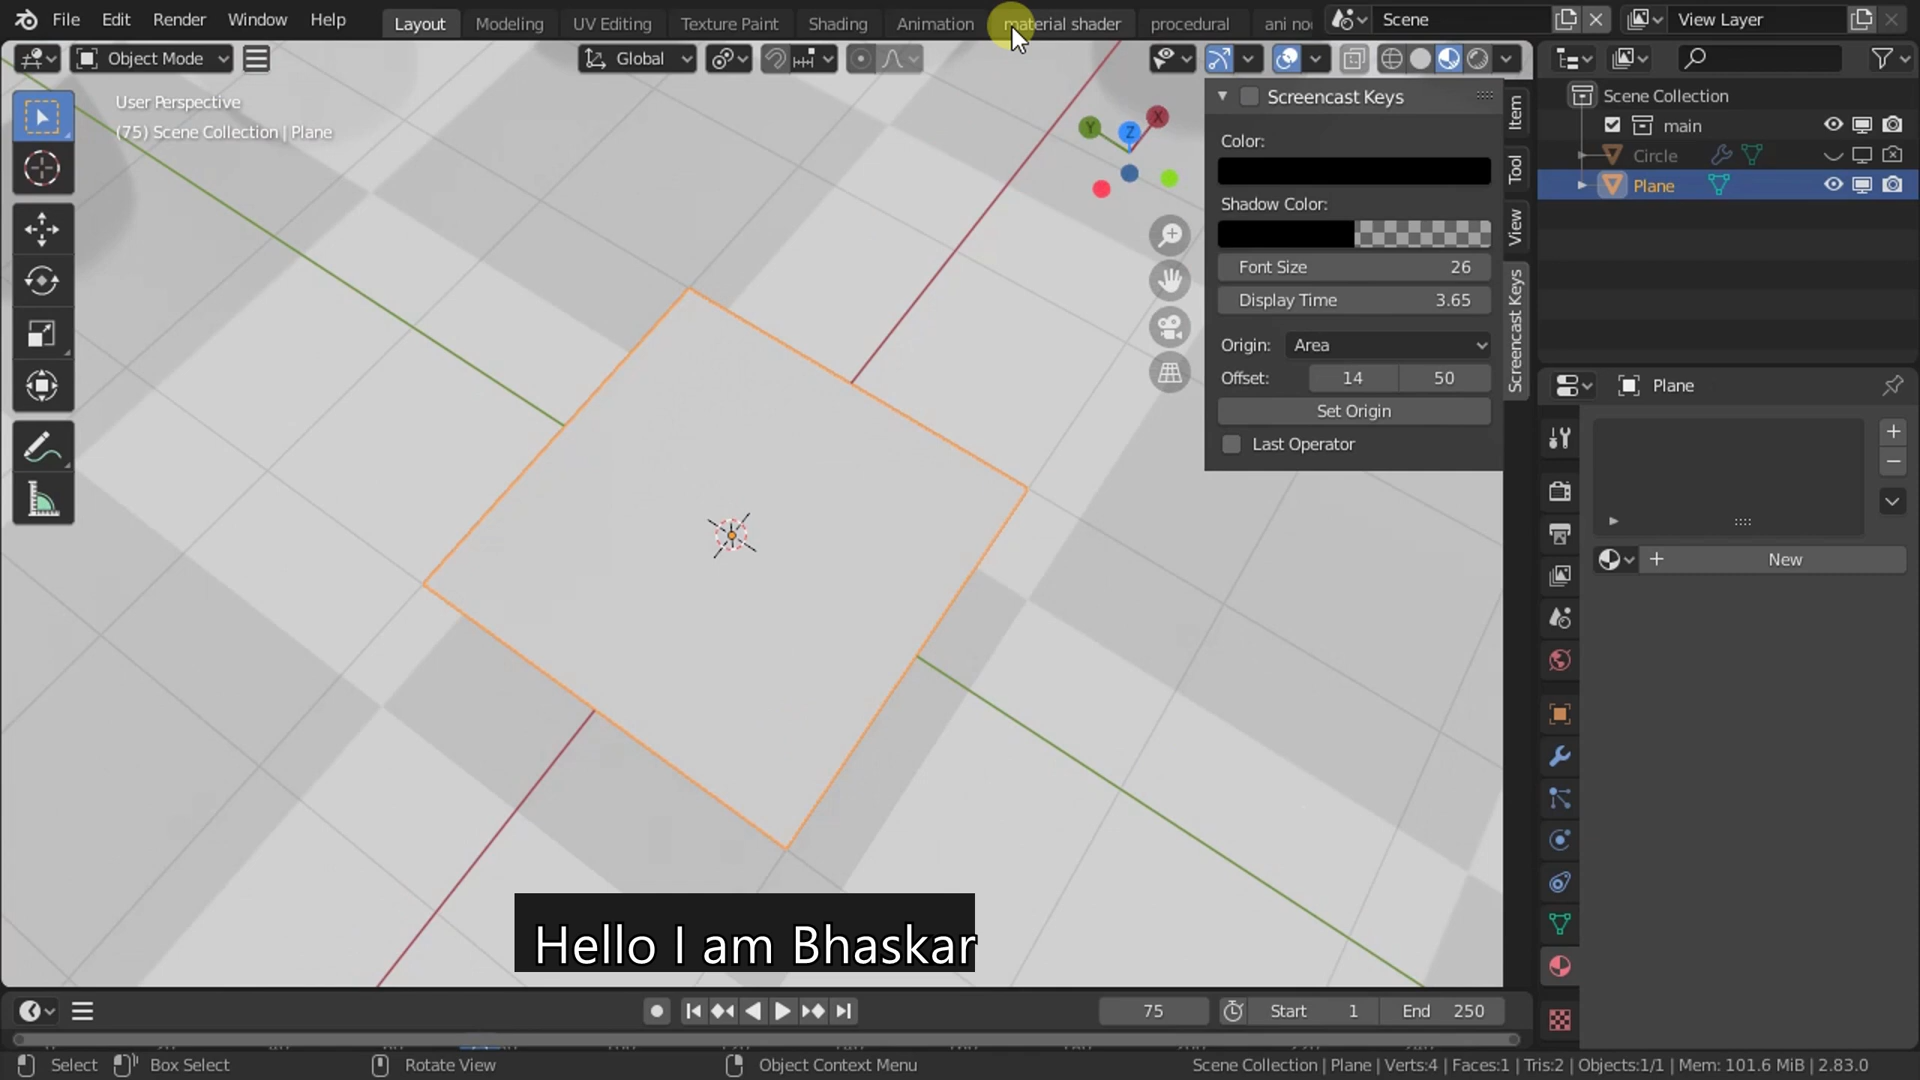 File Edit Render Window Help Layout Modeling UV Editing Texture Paint Shading Animation material shader procedural ani no Scene View Layer
Object Mode Global
User Perspective
(75) Scene Collection | Plane
X
Y
Z
Screencast Keys
Color:
Shadow Color:
Font Size 26
Display Time 3.65
Origin: Area
Offset: 14 50
Set Origin
Last Operator
Item
Tool
View
Screencast Keys
Scene Collection
main
Circle
Plane
Plane
New
Hello I am Bhaskar
75 Start 1 End 250
Select Box Select Rotate View Object Context Menu Scene Collection | Plane | Verts:4 | Faces:1 | Tris:2 | Objects:1/1 | Mem: 101.6 MiB | 2.83.0